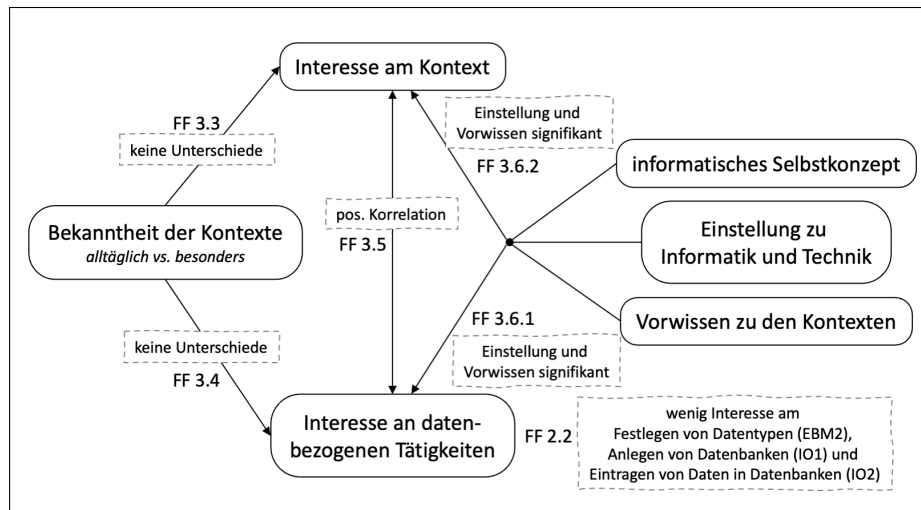 Interesse am Kontext
FF 3.3
keine Unterschiede
Einstellung und
Vorwissen signifikant
FF 3.6.2
informatisches Selbstkonzept
Bekanntheit der Kontexte
alltäglich vs. besonders
pos. Korrelation
FF 3.5
Einstellung zu
Informatik und Technik
Vorwissen zu den Kontexten
keine Unterschiede
FF 3.4
FF 3.6.1
Einstellung und
Vorwissen signifikant
Interesse an daten-
bezogenen Tätigkeiten
FF 2.2
wenig Interesse am
Festlegen von Datentypen (EBM2),
Anlegen von Datenbanken (IO1) und
Eintragen von Daten in Datenbanken (IO2)